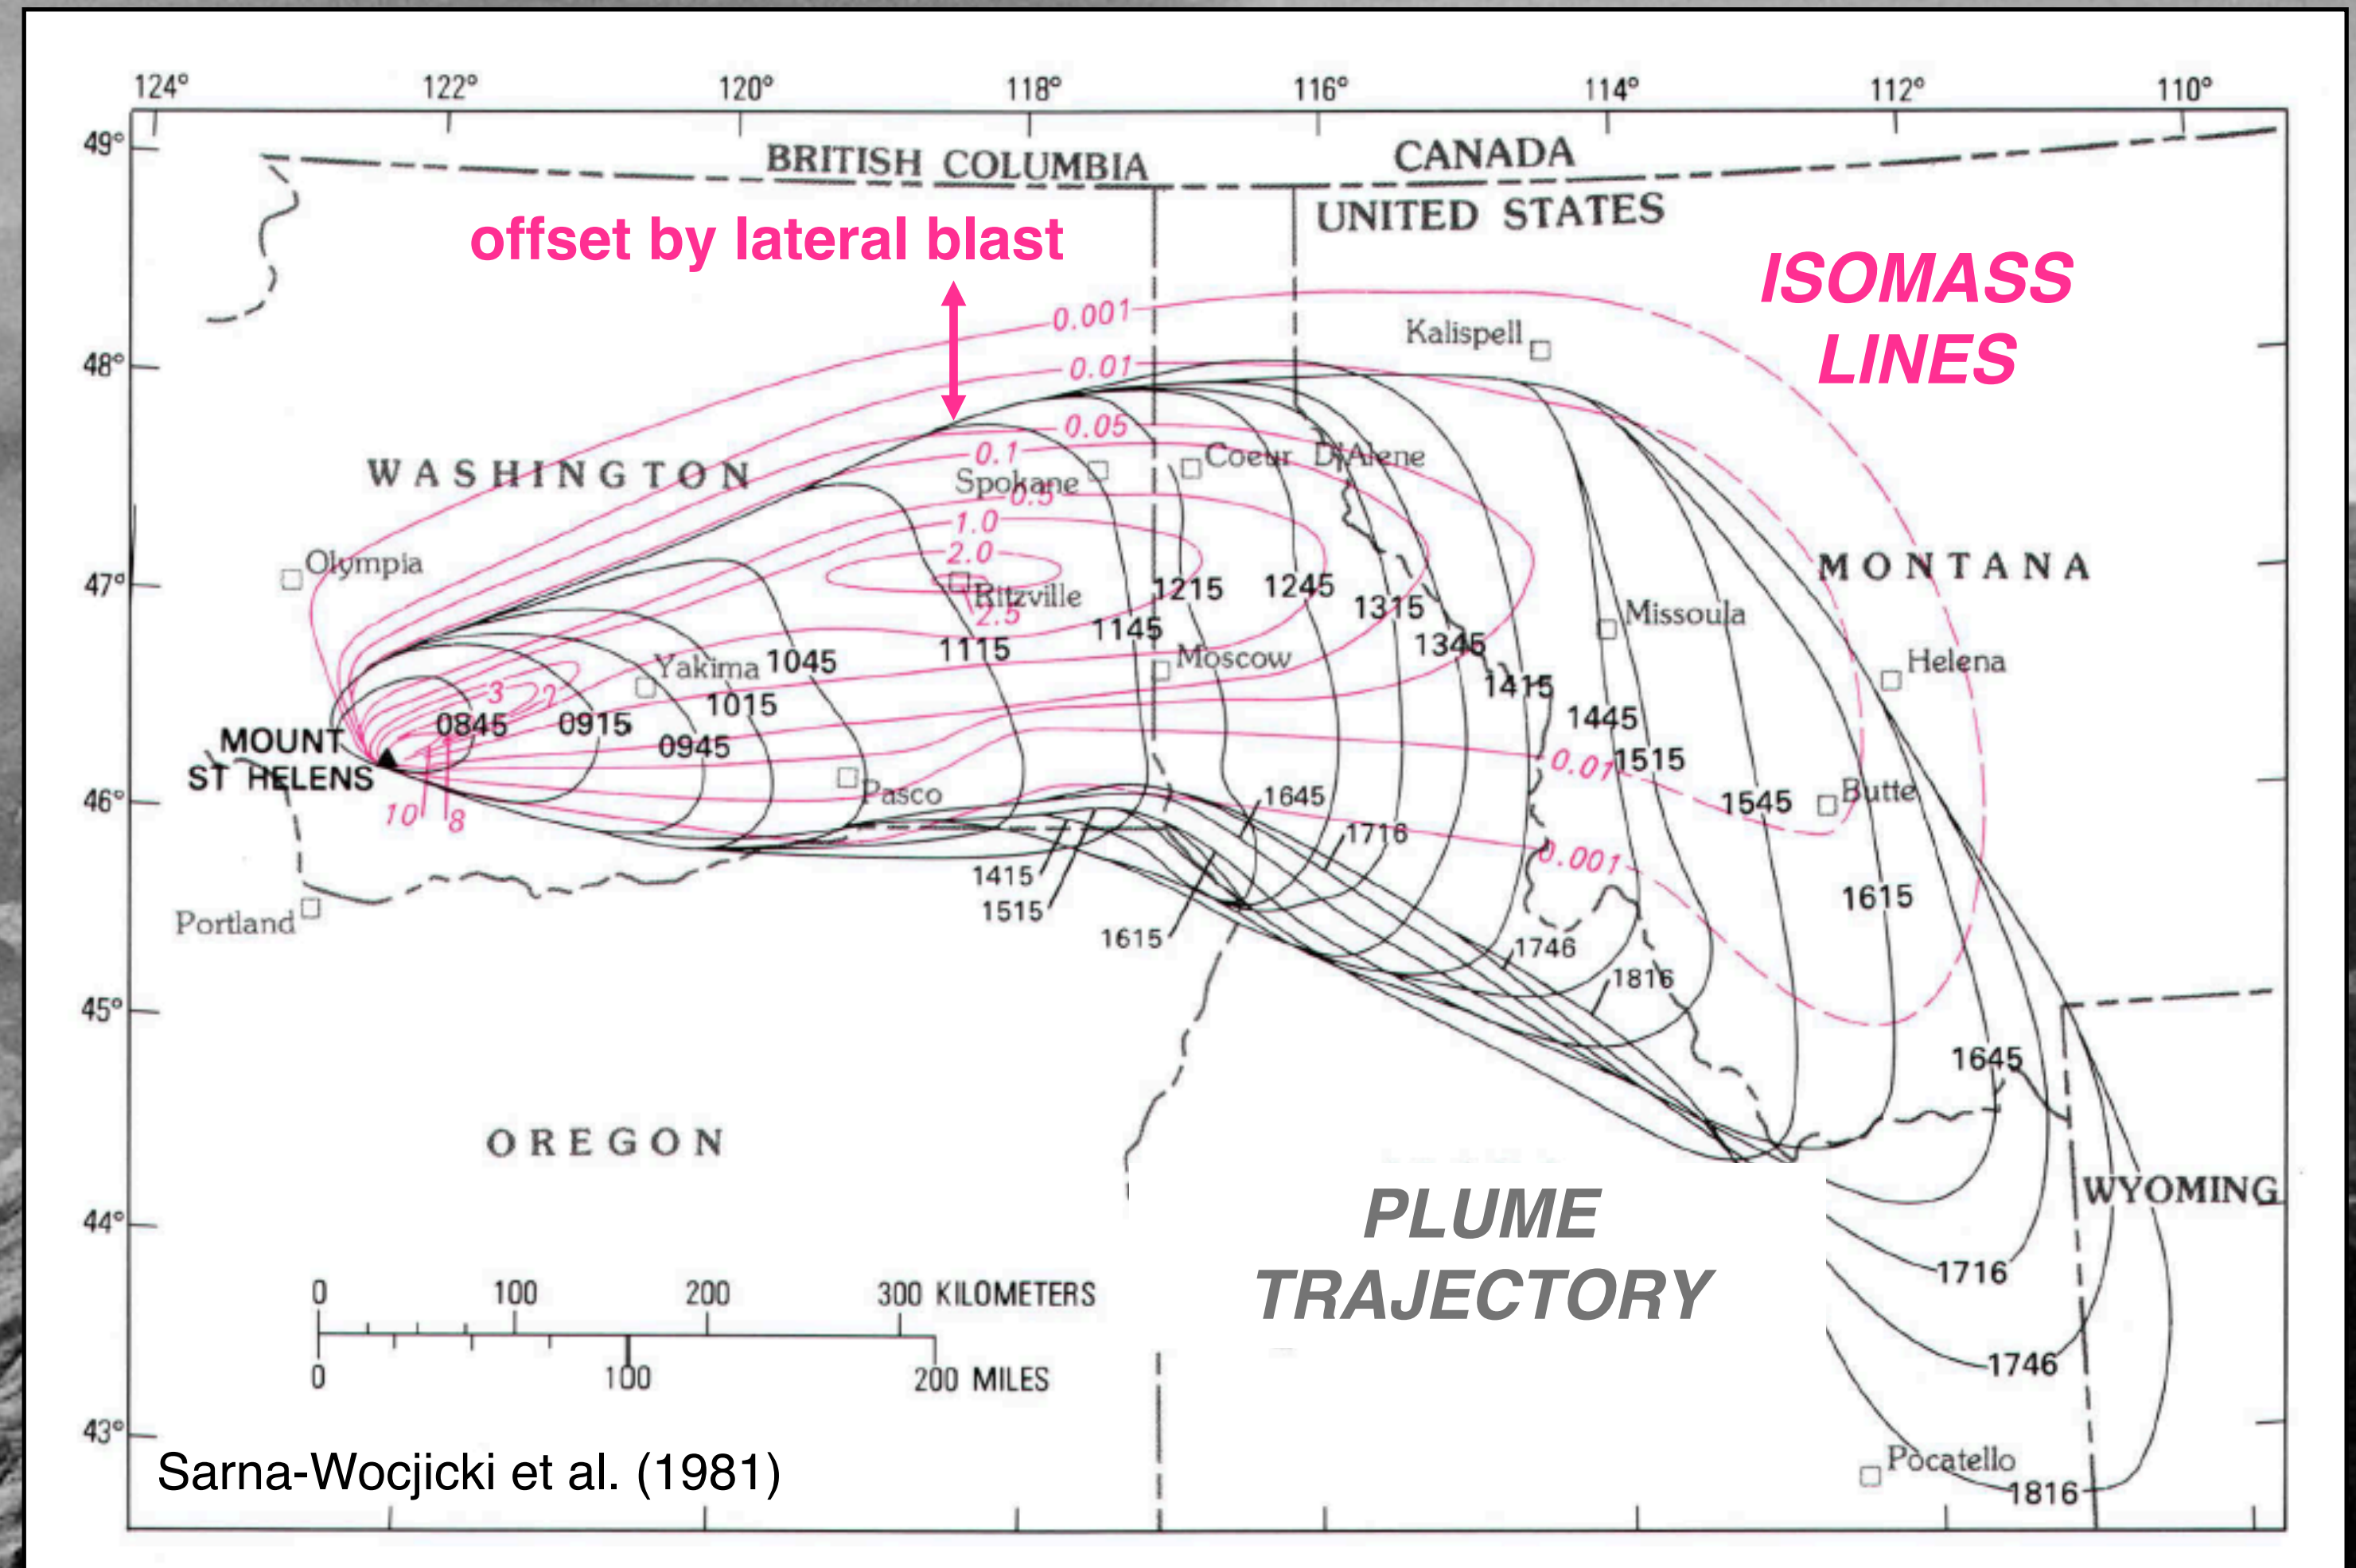 124° 122° 120° 118° 116° 114° 112° 110°
49°
BRITISH COLUMBIA
CANADA
UNITED STATES
offset by lateral blast
ISOMASS
LINES
0.001
Kalispell
48°
0.01
0.05
0.1
Coeur D'Alene
WASHINGTON
Spokane
0.5
1.0
2.0
Olympia
MONTANA
47°
Ritzville
2.5
1215
1245
1315
Missoula
1145
1345
1115
Moscow
Helena
Yakima
1045
1415
3
2
1015
1445
0845
0915
0945
MOUNT
ST HELENS
0.01
1515
46°
Pasco
1645
1545
Butte
10
8
1716
0.001
1415
1515
1615
1615
Portland
1746
1816
45°
1645
OREGON
PLUME
TRAJECTORY
WYOMING
44°
1716
0 100 200 300 KILOMETERS
0 100 200 MILES
1746
43°
Sarna-Wocjicki et al. (1981)
Pocatello
1816